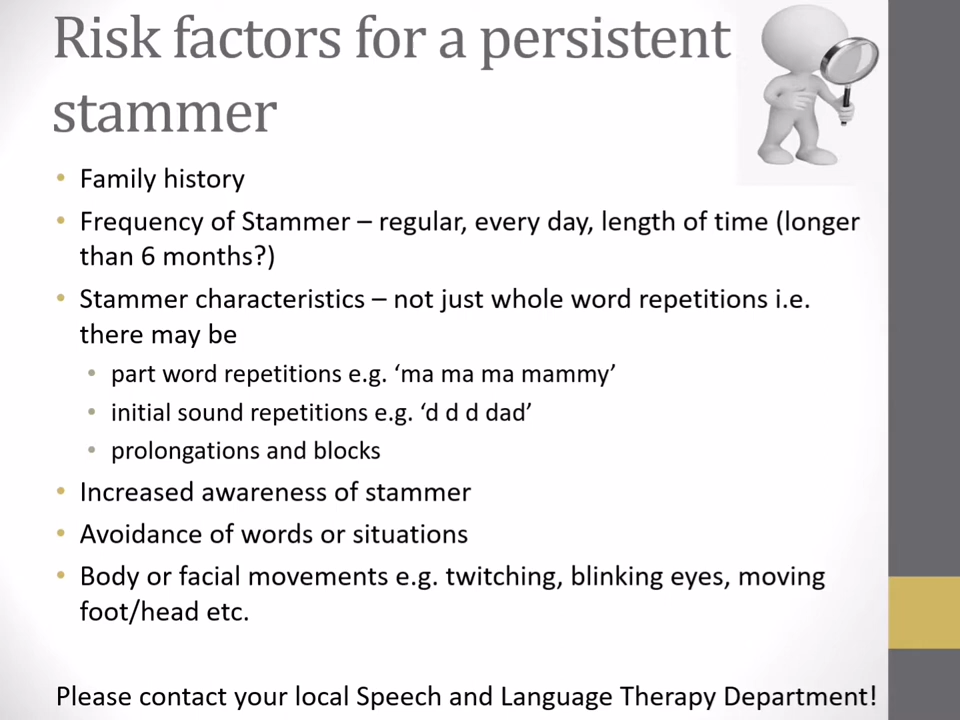 Risk factors for a persistent
stammer
• Family history
• Frequency of Stammer – regular, every day, length of time (longer
than 6 months?)
• Stammer characteristics – not just whole word repetitions i.e.
there may be
• part word repetitions e.g. ‘ma ma ma mammy’
• initial sound repetitions e.g. ‘d d d dad’
• prolongations and blocks
• Increased awareness of stammer
• Avoidance of words or situations
• Body or facial movements e.g. twitching, blinking eyes, moving
foot/head etc.
Please contact your local Speech and Language Therapy Department!